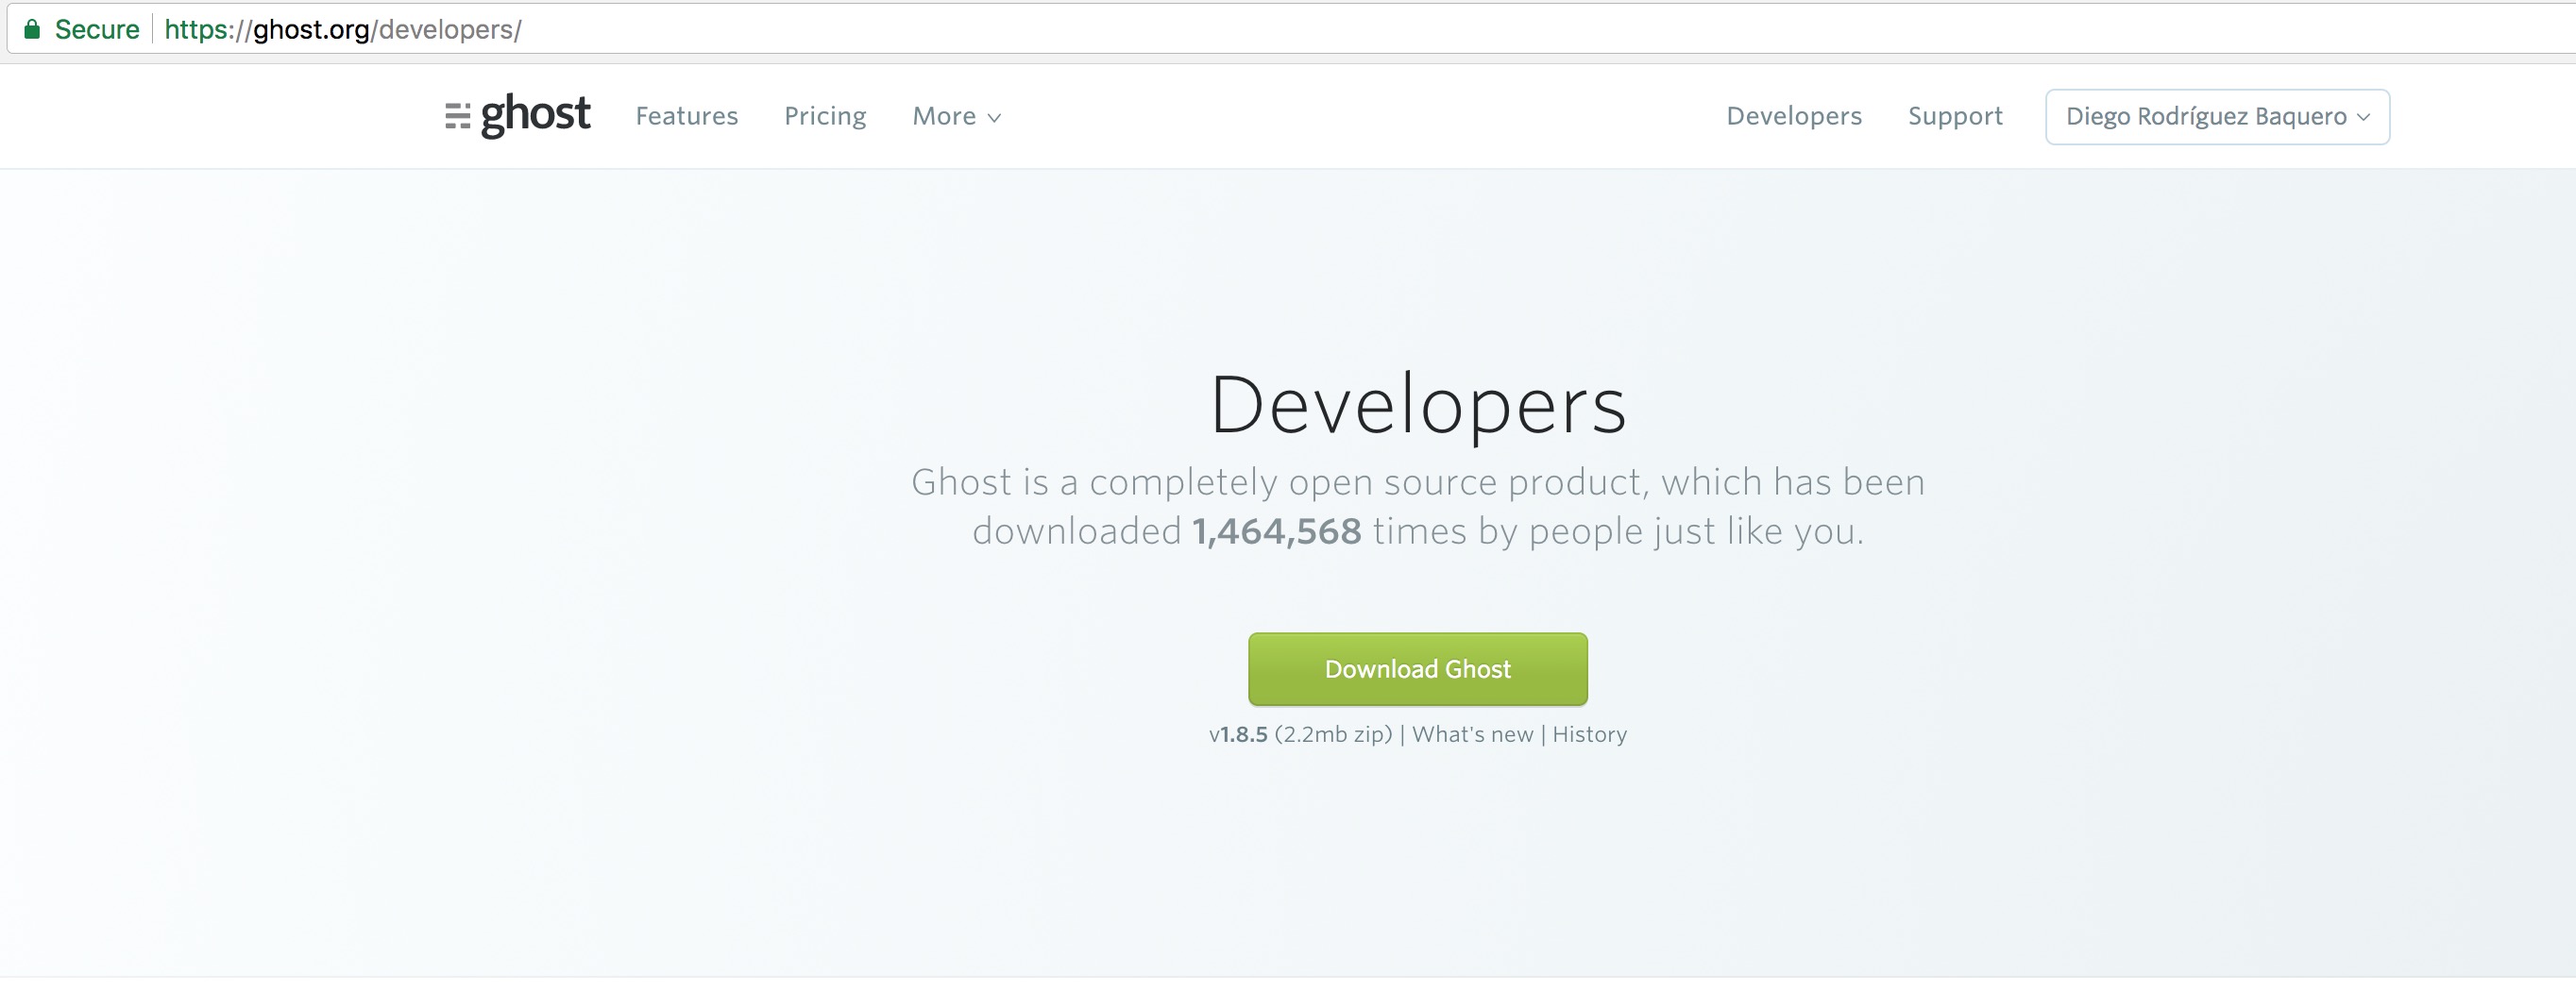 Secure https://ghost.org/developers/
ghost Features Pricing More Developers Support Diego Rodríguez Baquero
Developers
Ghost is a completely open source product, which has been
downloaded 1,464,568 times by people just like you.
Download Ghost
v1.8.5 (2.2mb zip) | What's new | History